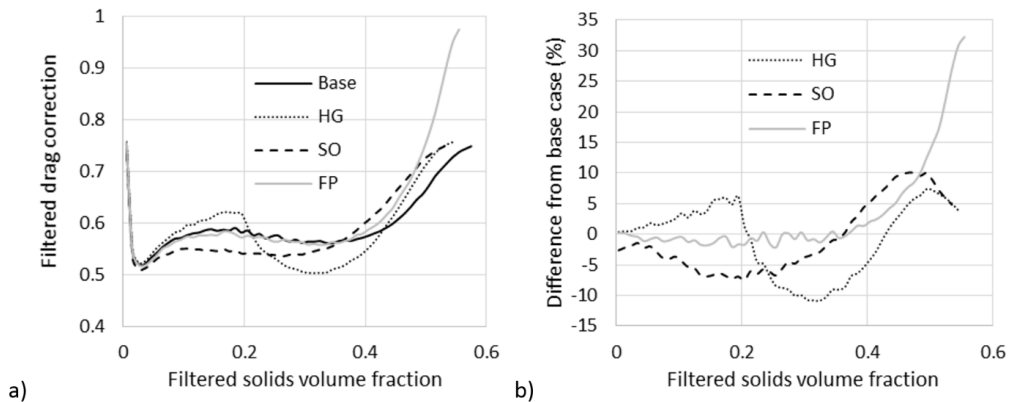 1
0.9
0.8
0.7
0.6
0.5
0.4
Filtered drag correction
Base
HG
SO
FP
0 0.2 0.4 0.6
Filtered solids volume fraction
a)
35
30
25
20
15
10
5
0
-5
-10
-15
Difference from base case (%)
HG
SO
FP
0 0.2 0.4 0.6
Filtered solids volume fraction
b)